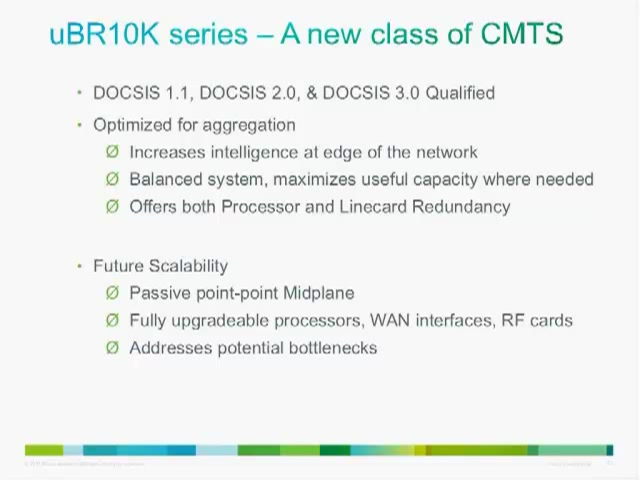 uBR10K series – A new class of CMTS
• DOCSIS 1.1, DOCSIS 2.0, & DOCSIS 3.0 Qualified
• Optimized for aggregation
Ø Increases intelligence at edge of the network
Ø Balanced system, maximizes useful capacity where needed
Ø Offers both Processor and Linecard Redundancy
• Future Scalability
Ø Passive point-point Midplane
Ø Fully upgradeable processors, WAN interfaces, RF cards
Ø Addresses potential bottlenecks